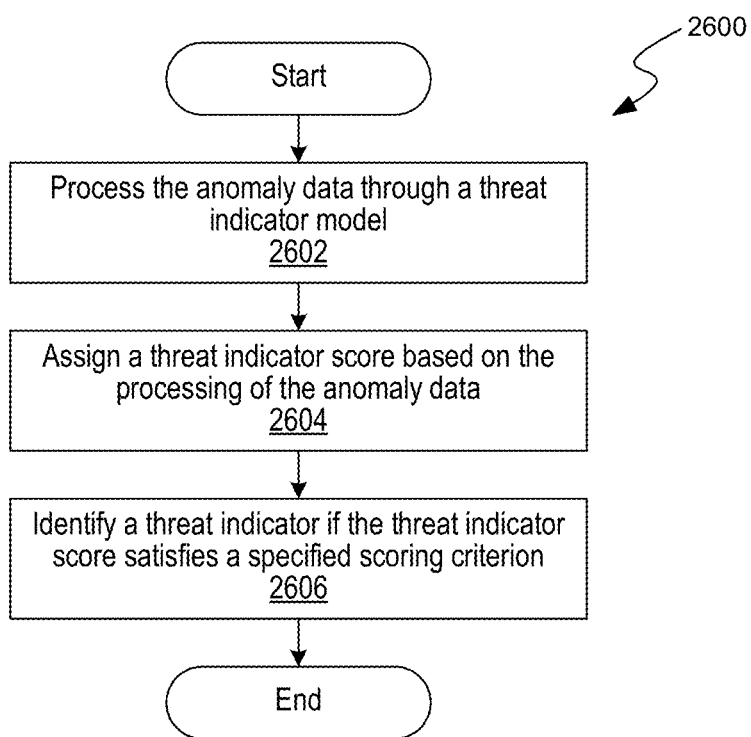 2600
Start
Process the anomaly data through a threat
indicator model
2602
Assign a threat indicator score based on the
processing of the anomaly data
2604
Identify a threat indicator if the threat indicator
score satisfies a specified scoring criterion
2606
End